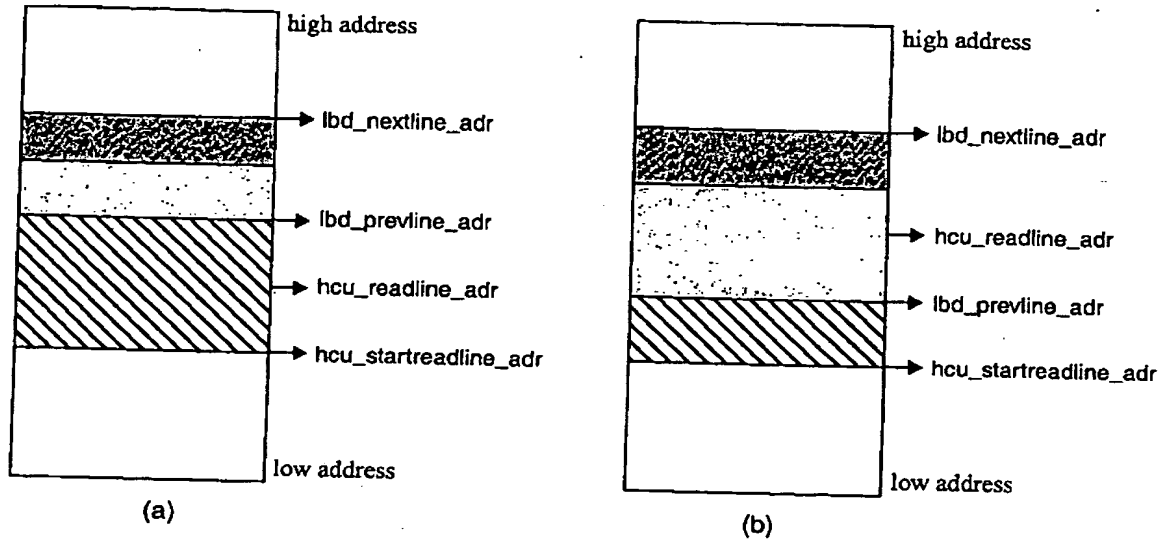 high address
lbd_nextline_adr
lbd_prevline_adr
hcu_readline_adr
hcu_startreadline_adr
low address
(a)
high address
lbd_nextline_adr
hcu_readline_adr
lbd_prevline_adr
hcu_startreadline_adr
low address
(b)